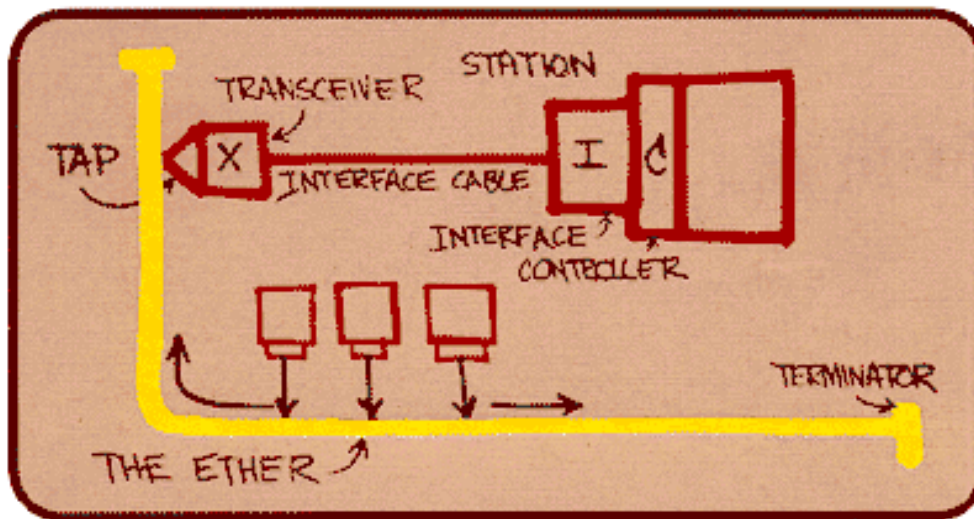 STATION
TRANSCEIVER
TAP
X
I
C
INTERFACE CABLE
INTERFACE
CONTROLLER
TERMINATOR
THE ETHER